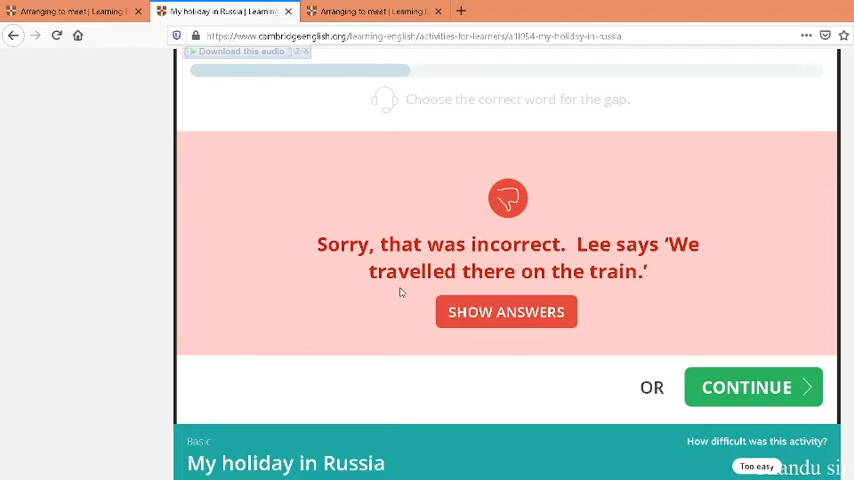 Arranging to meet | Learning E
My holiday in Russia | Learning
Arranging to meet | Learning E
https://www.cambridgeenglish.org/learning-english/activities-for-learners/a1l054-my-holiday-in-russia
Download this audio
Choose the correct word for the gap.
Sorry, that was incorrect. Lee says ‘We
travelled there on the train.’
SHOW ANSWERS
OR CONTINUE
Basic
How difficult was this activity?
My holiday in Russia
Too easy